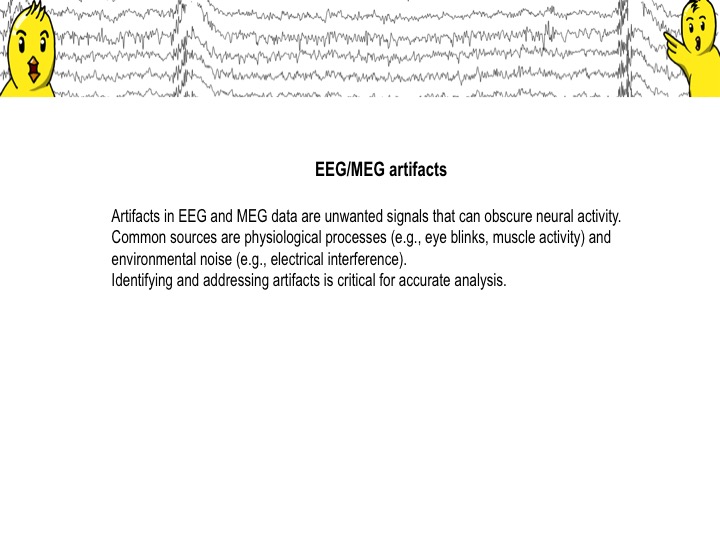 EEG/MEG artifacts
Artifacts in EEG and MEG data are unwanted signals that can obscure neural activity.
Common sources are physiological processes (e.g., eye blinks, muscle activity) and
environmental noise (e.g., electrical interference).
Identifying and addressing artifacts is critical for accurate analysis.